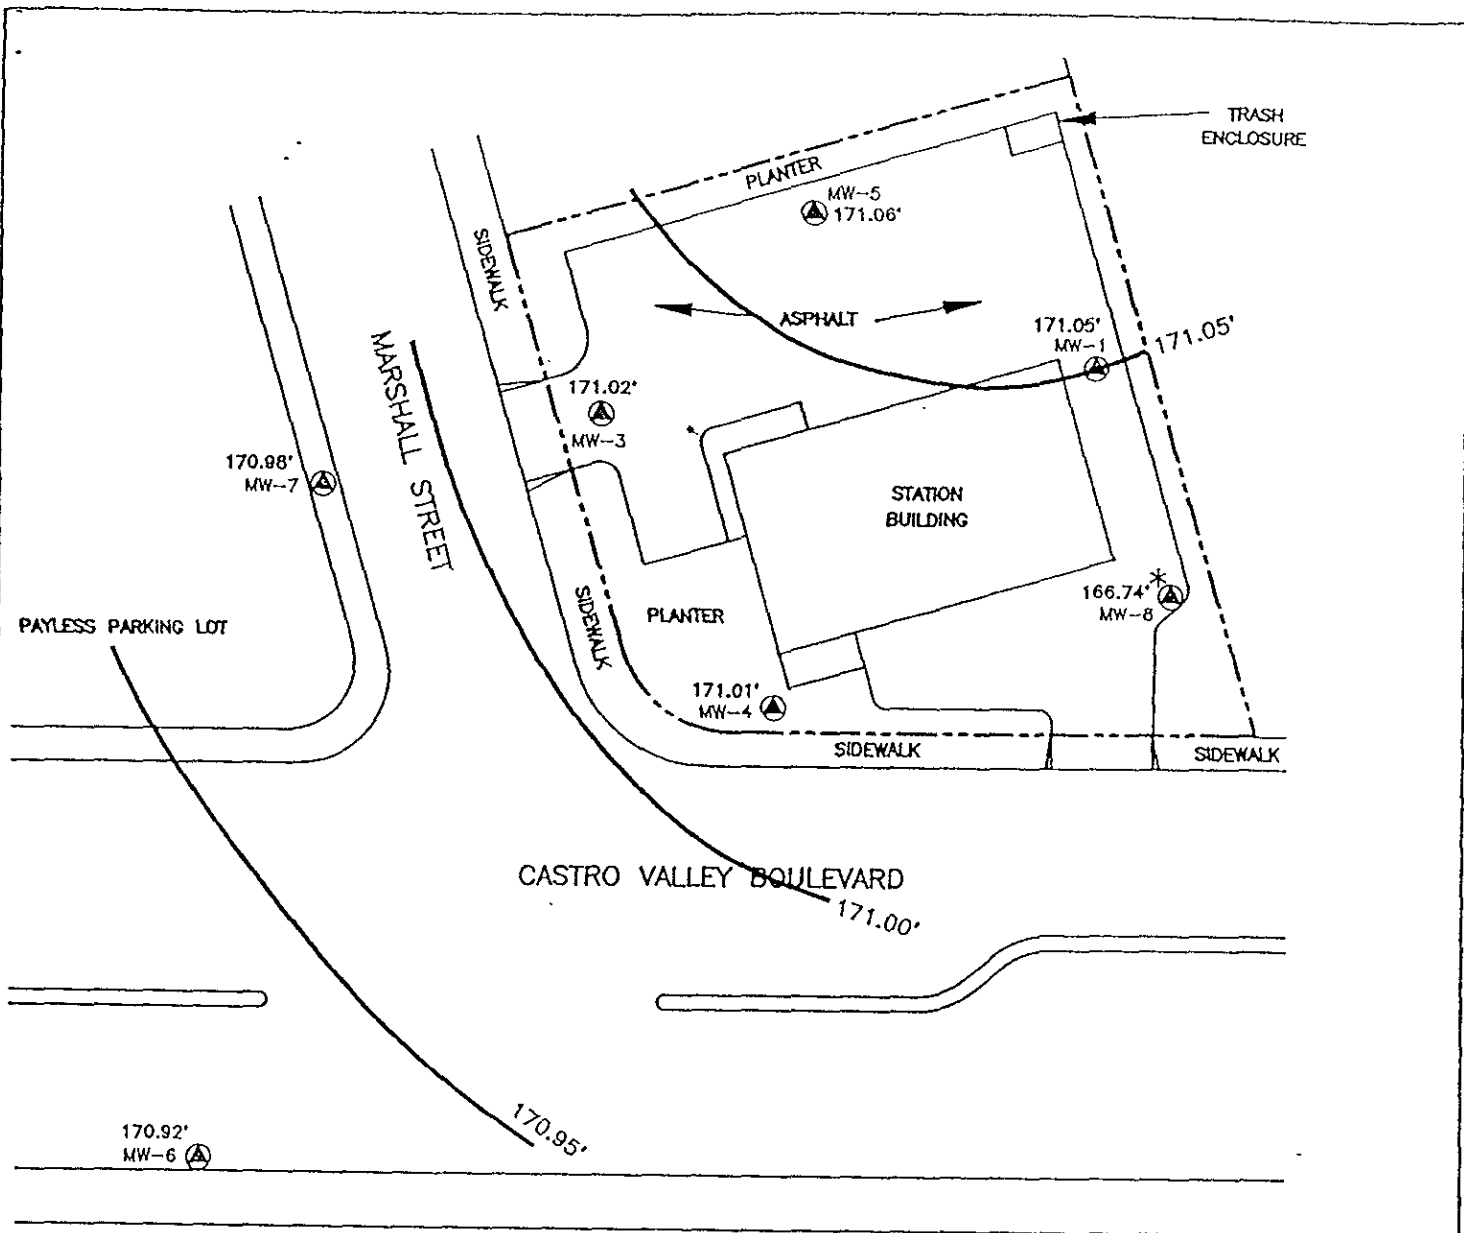 TRASH
ENCLOSURE
PLANTER
MW-5
171.06'
SIDEWALK
ASPHALT
171.05'
MW-1
171.05'
MARSHALL STREET
171.02'
MW-3
170.98'
MW-7
STATION
BUILDING
166.74' *
MW-8
SIDEWALK
PLANTER
PAYLESS PARKING LOT
171.01'
MW-4
SIDEWALK
SIDEWALK
CASTRO VALLEY BOULEVARD
171.00'
170.95'
170.92'
MW-6